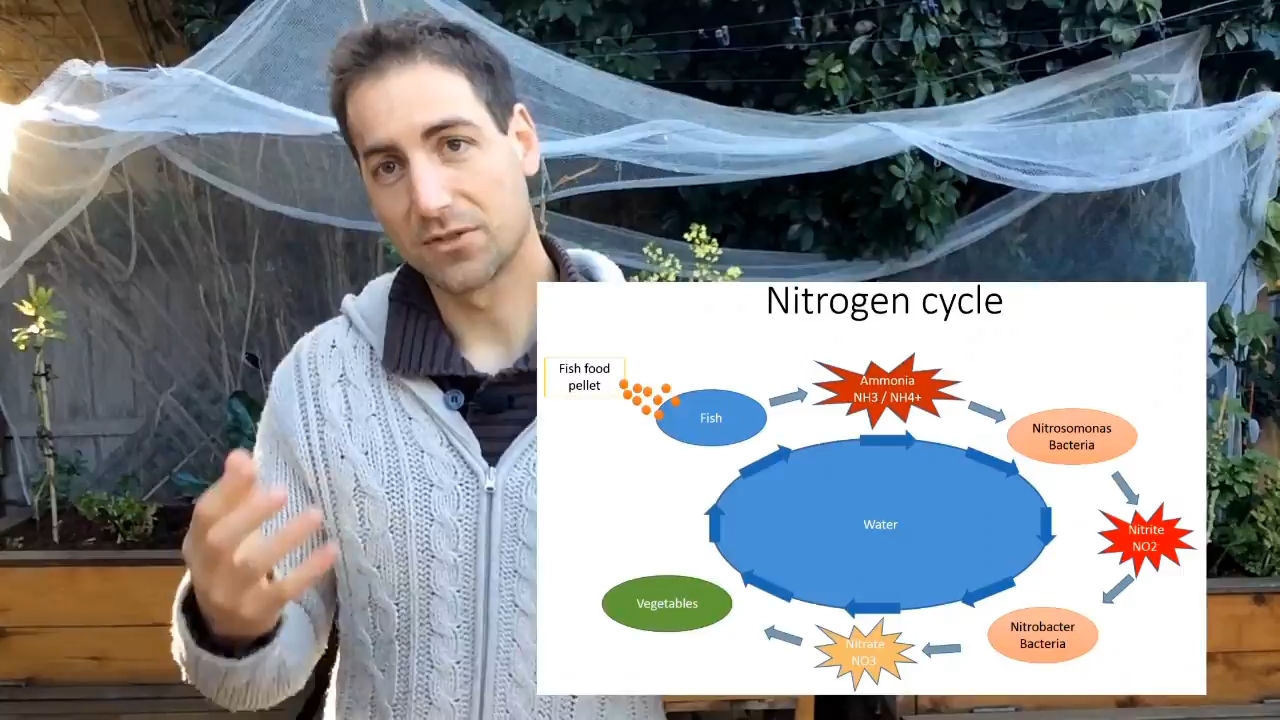 Nitrogen cycle
Fish food
pellet
Fish
Ammonia
NH3 / NH4+
Nitrosomonas
Bacteria
Water
Nitrite
NO2
Vegetables
Nitrate
NO3
Nitrobacter
Bacteria